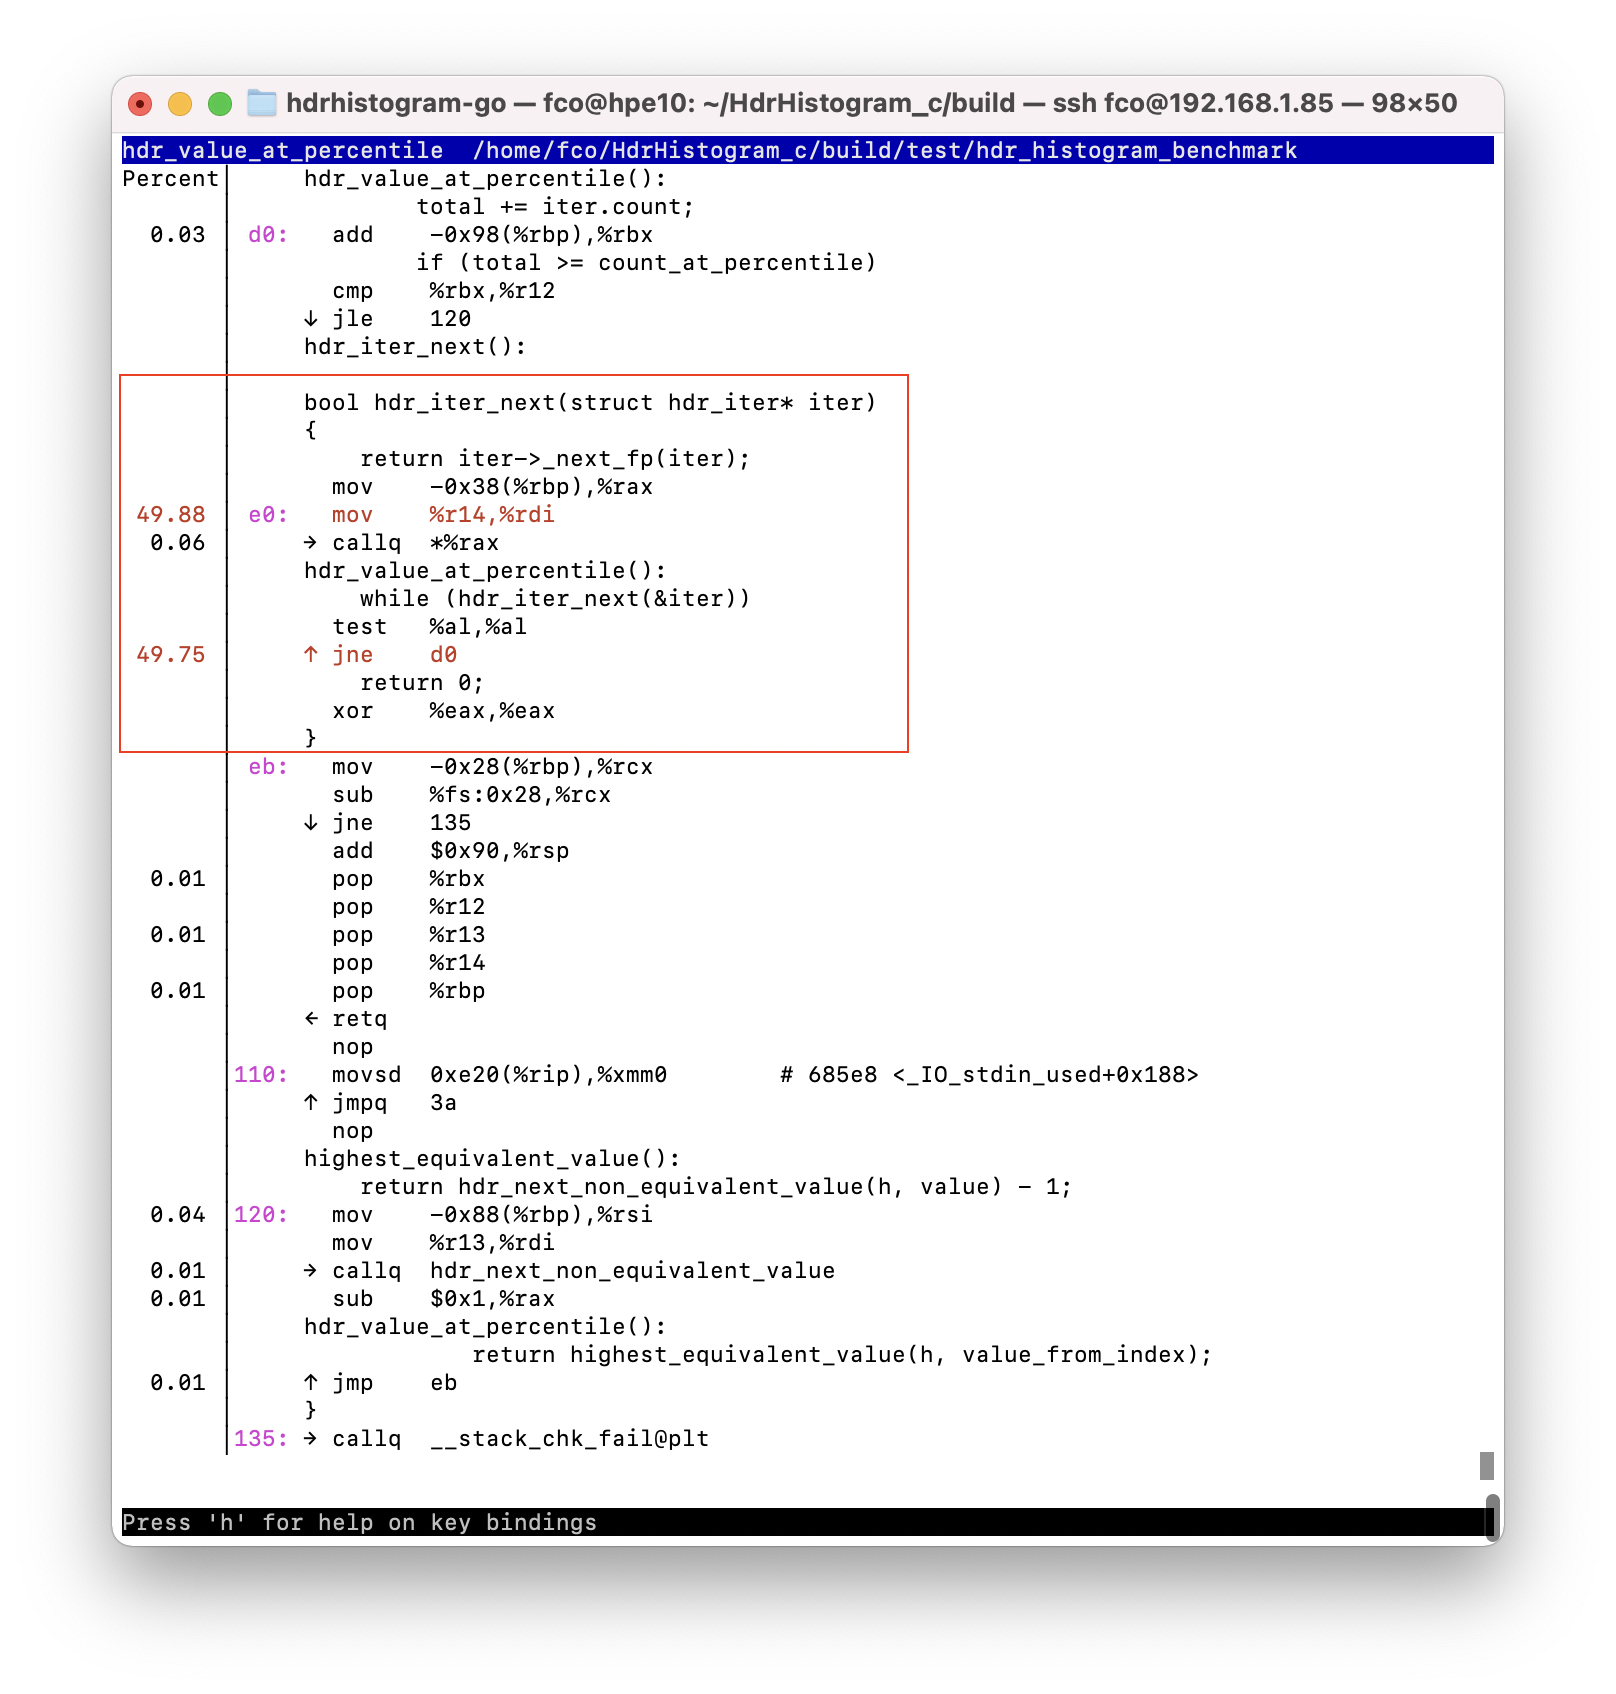 hdrhistogram-go — fco@hpe10: ~/HdrHistogram_c/build — ssh fco@192.168.1.85 — 98×50
hdr_value_at_percentile  /home/fco/HdrHistogram_c/build/test/hdr_histogram_benchmark
Percent│     hdr_value_at_percentile():
       │             total += iter.count;
  0.03 │ d0:   add    -0x98(%rbp),%rbx
       │             if (total >= count_at_percentile)
       │       cmp    %rbx,%r12
       │     ↓ jle    120
       │     hdr_iter_next():
       │     bool hdr_iter_next(struct hdr_iter* iter)
       │     {
       │         return iter->_next_fp(iter);
       │       mov    -0x38(%rbp),%rax
 49.88 │ e0:   mov    %r14,%rdi
  0.06 │     → callq  *%rax
       │     hdr_value_at_percentile():
       │         while (hdr_iter_next(&iter))
       │       test   %al,%al
 49.75 │     ↑ jne    d0
       │         return 0;
       │       xor    %eax,%eax
       │     }
       │ eb:   mov    -0x28(%rbp),%rcx
       │       sub    %fs:0x28,%rcx
       │     ↓ jne    135
       │       add    $0x90,%rsp
  0.01 │       pop    %rbx
       │       pop    %r12
  0.01 │       pop    %r13
       │       pop    %r14
  0.01 │       pop    %rbp
       │     ← retq
       │       nop
       │110:   movsd  0xe20(%rip),%xmm0        # 685e8 <_IO_stdin_used+0x188>
       │     ↑ jmpq   3a
       │       nop
       │     highest_equivalent_value():
       │         return hdr_next_non_equivalent_value(h, value) - 1;
  0.04 │120:   mov    -0x88(%rbp),%rsi
       │       mov    %r13,%rdi
  0.01 │     → callq  hdr_next_non_equivalent_value
  0.01 │       sub    $0x1,%rax
       │     hdr_value_at_percentile():
       │                 return highest_equivalent_value(h, value_from_index);
  0.01 │     ↑ jmp    eb
       │     }
       │135: → callq  __stack_chk_fail@plt
Press 'h' for help on key bindings